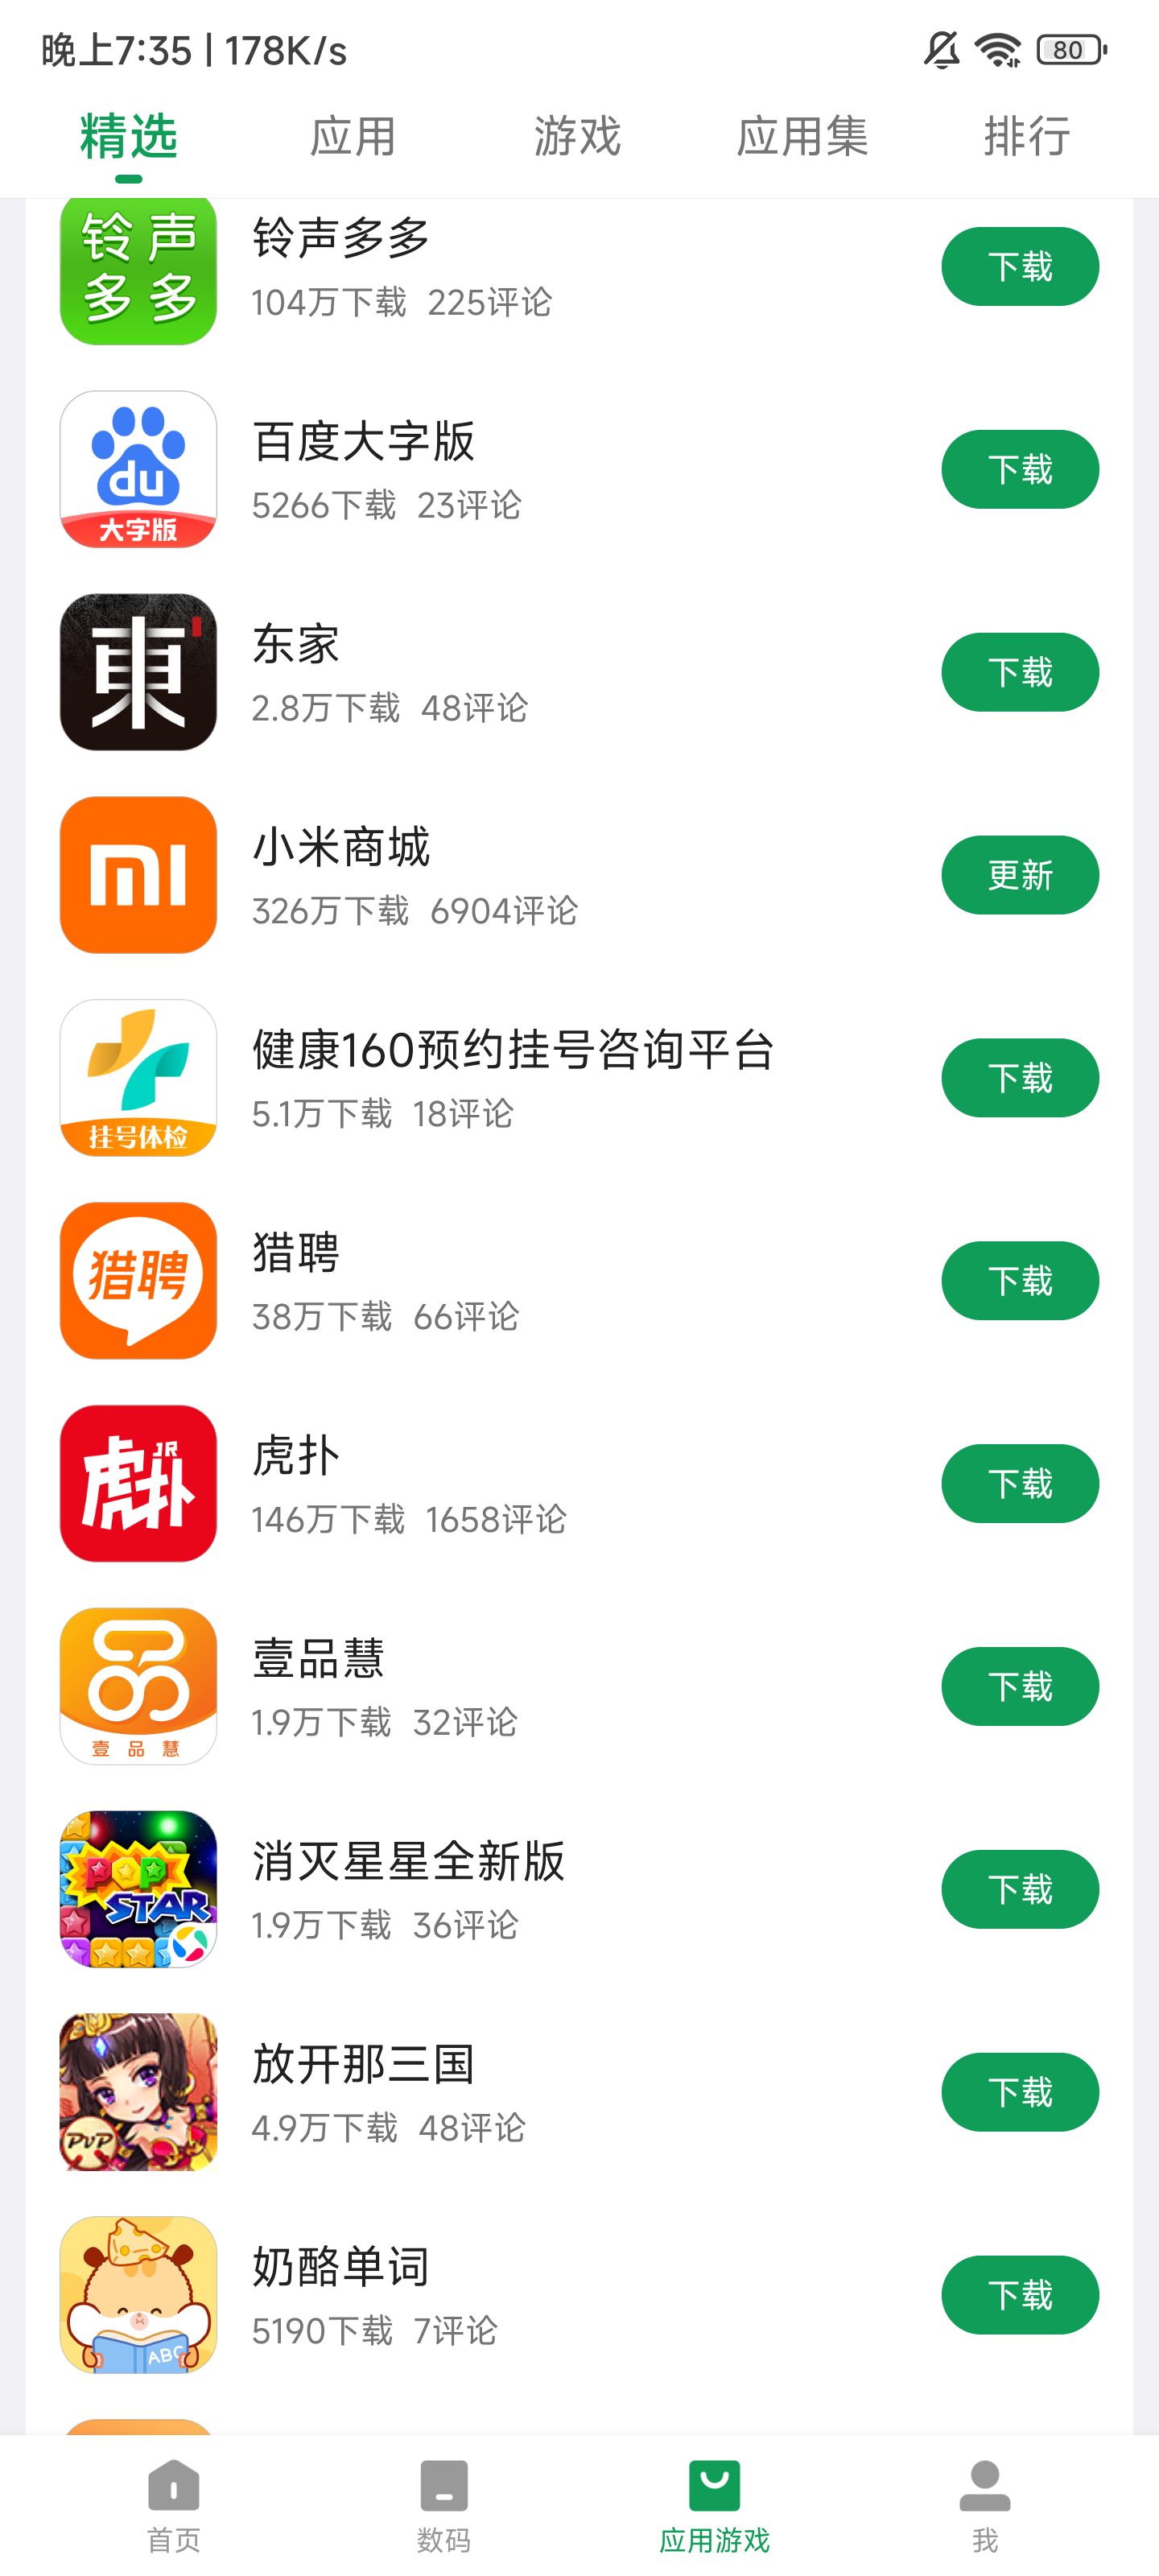 晚上7:35 | 178K/s
80
精选 应用 游戏 应用集 排行
铃声
多多
铃声多多
104万下载 225评论
下载
du
大字版
百度大字版
5266下载 23评论
下载
東
东家
2.8万下载 48评论
下载
mi
小米商城
326万下载 6904评论
更新
挂号体检
健康160预约挂号咨询平台
5.1万下载 18评论
下载
猎聘
猎聘
38万下载 66评论
下载
虎扑JR
虎扑
146万下载 1658评论
下载
壹品慧
壹品慧
1.9万下载 32评论
下载
POP
STAR
消灭星星全新版
1.9万下载 36评论
下载
PVP
放开那三国
4.9万下载 48评论
下载
ABC
奶酪单词
5190下载 7评论
下载
首页 数码 应用游戏 我